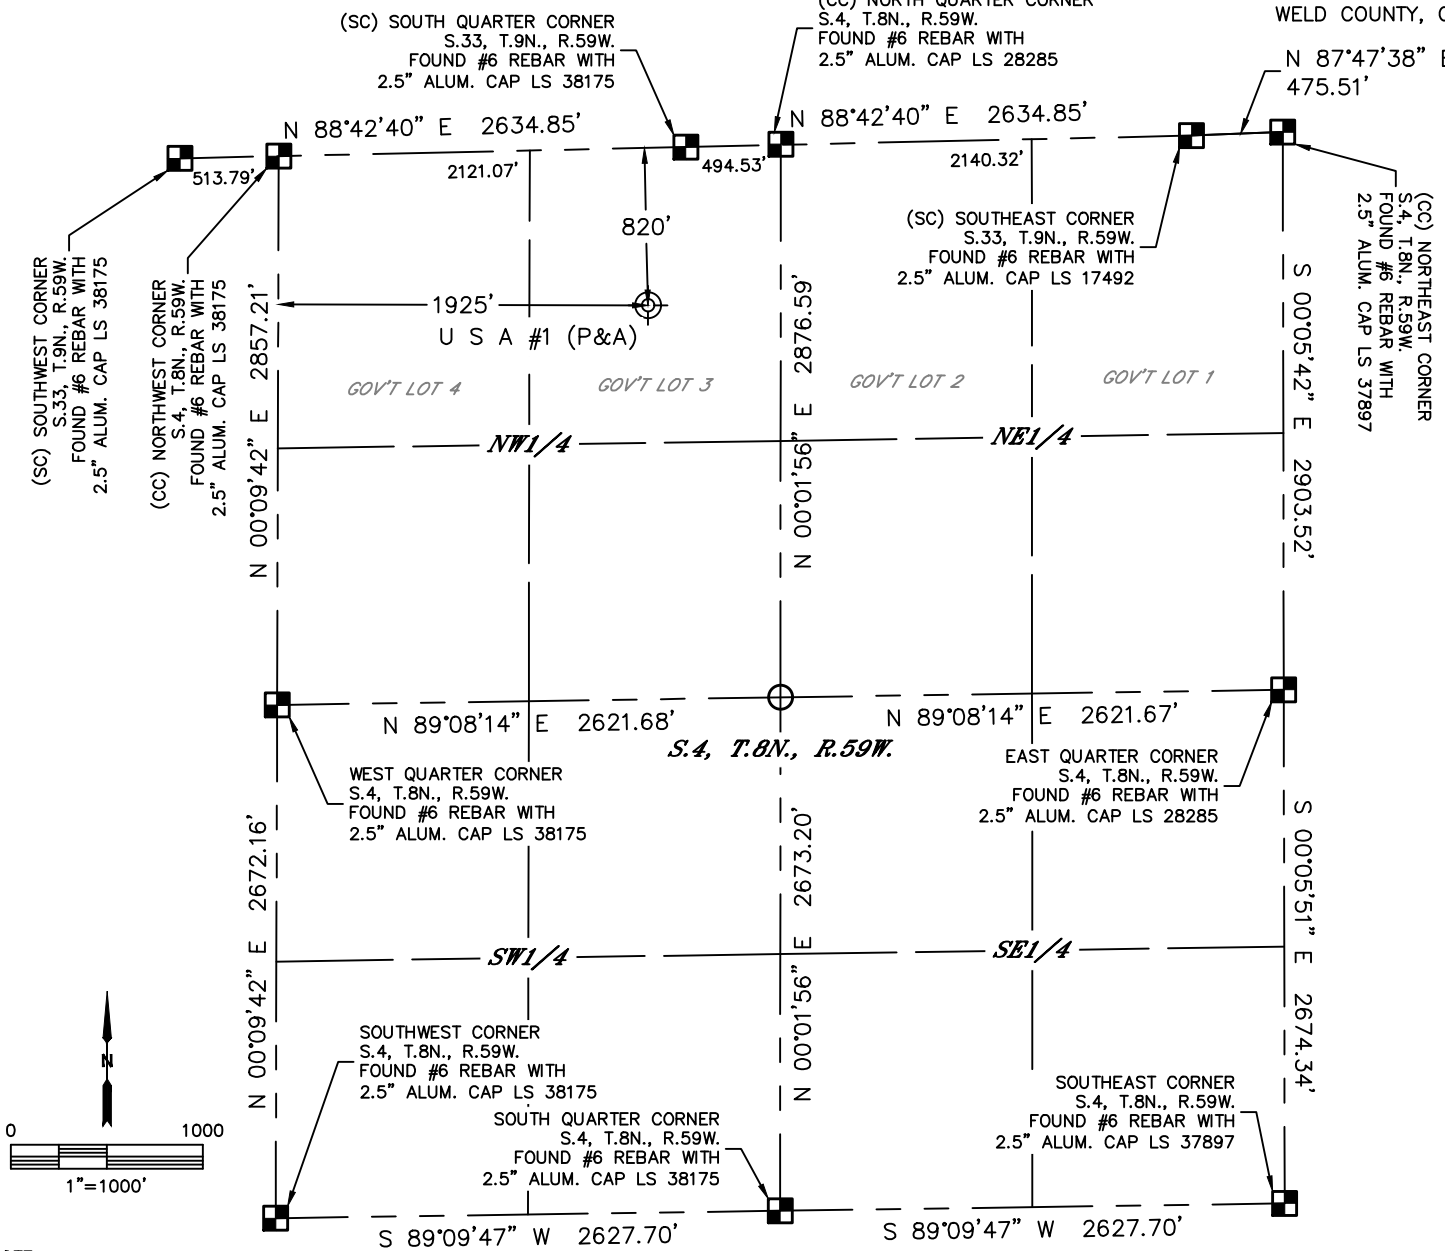 (SC) SOUTH QUARTER CORNER
S.33, T.9N., R.59W.
FOUND #6 REBAR WITH
2.5" ALUM. CAP LS 38175
(CC) NORTH QUARTER CORNER
S.4, T.8N., R.59W.
FOUND #6 REBAR WITH
2.5" ALUM. CAP LS 28285
WELD COUNTY,
N 87°47'38" E
475.51'
N 88°42'40" E 2634.85'
N 88°42'40" E 2634.85'
513.79'
2121.07'
494.53'
2140.32'
820'
1925'
U S A #1 (P&A)
(SC) SOUTHEAST CORNER
S.33, T.9N., R.59W.
FOUND #6 REBAR WITH
2.5" ALUM. CAP LS 17492
(SC) SOUTHWEST CORNER
S.33, T.9N., R.59W.
FOUND #6 REBAR WITH
2.5" ALUM. CAP LS 38175
(CC) NORTHWEST CORNER
S.4, T.8N., R.59W.
FOUND #6 REBAR WITH
2.5" ALUM. CAP LS 38175
N 00°09'42" E 2857.21'
N 00°01'56" E 2876.59'
S 00°05'42" E 2903.52'
(CC) NORTHEAST CORNER
S.4, T.8N., R.59W.
FOUND #6 REBAR WITH
2.5" ALUM. CAP LS 37897
GOV'T LOT 4
GOV'T LOT 3
GOV'T LOT 2
GOV'T LOT 1
NW1/4
NE1/4
N 89°08'14" E 2621.68'
N 89°08'14" E 2621.67'
S.4, T.8N., R.59W.
WEST QUARTER CORNER
S.4, T.8N., R.59W.
FOUND #6 REBAR WITH
2.5" ALUM. CAP LS 38175
EAST QUARTER CORNER
S.4, T.8N., R.59W.
FOUND #6 REBAR WITH
2.5" ALUM. CAP LS 28285
N 00°09'42" E 2672.16'
N 00°01'56" E 2673.20'
S 00°05'51" E 2674.34'
SW1/4
SE1/4
N
0 1000
1"=1000'
SOUTHWEST CORNER
S.4, T.8N., R.59W.
FOUND #6 REBAR WITH
2.5" ALUM. CAP LS 38175
SOUTH QUARTER CORNER
S.4, T.8N., R.59W.
FOUND #6 REBAR WITH
2.5" ALUM. CAP LS 38175
SOUTHEAST CORNER
S.4, T.8N., R.59W.
FOUND #6 REBAR WITH
2.5" ALUM. CAP LS 37897
S 89°09'47" W 2627.70'
S 89°09'47" W 2627.70'